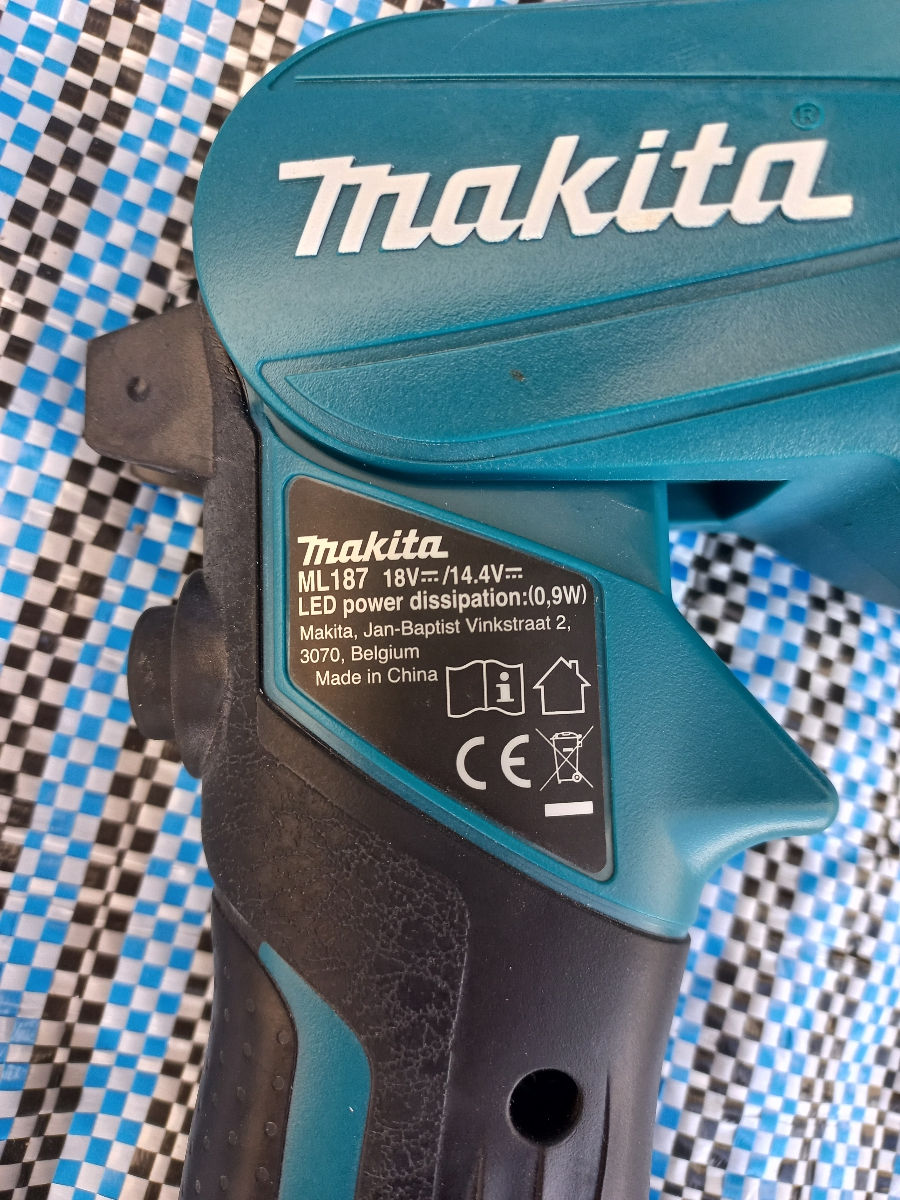 makita®
makita
ML187 18V⎓/14.4V⎓
LED power dissipation:(0,9W)
Makita, Jan-Baptist Vinkstraat 2,
3070, Belgium
Made in China
i
CE